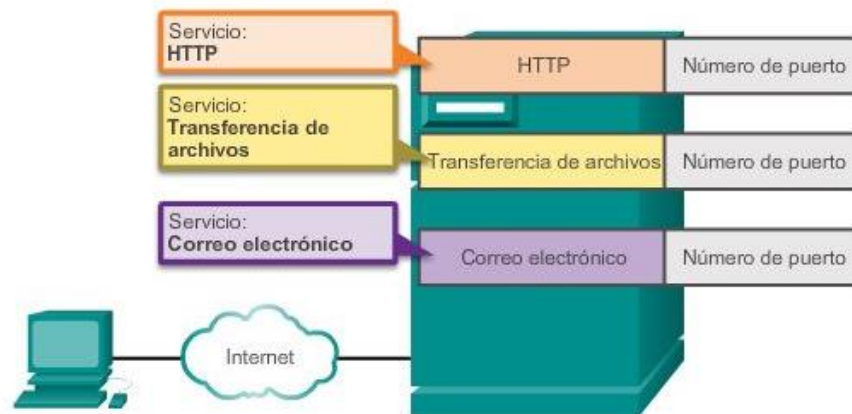 Servicio:
HTTP
HTTP
Número de puerto
Servicio:
Transferencia de
archivos
Transferencia de archivos
Número de puerto
Servicio:
Correo electrónico
Correo electrónico
Número de puerto
Internet